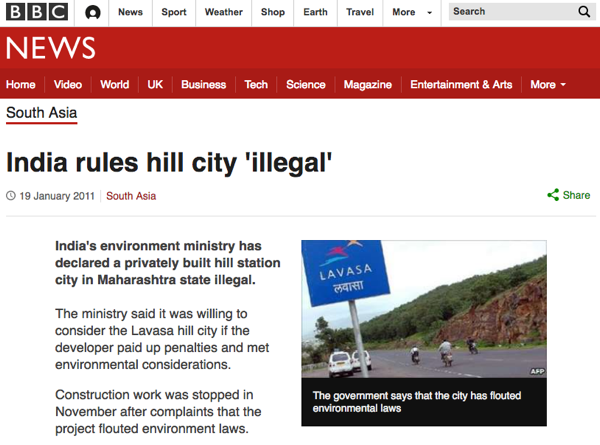 BBC
News Sport Weather Shop Earth Travel More Search
NEWS
Home Video World UK Business Tech Science Magazine Entertainment & Arts More
South Asia
India rules hill city 'illegal'
19 January 2011 South Asia
Share
India's environment ministry has
declared a privately built hill station
city in Maharashtra state illegal.
The ministry said it was willing to
consider the Lavasa hill city if the
developer paid up penalties and met
environmental considerations.
Construction work was stopped in
November after complaints that the
project flouted environment laws.
LAVASA
लवासा
AFP
The government says that the city has flouted
environmental laws